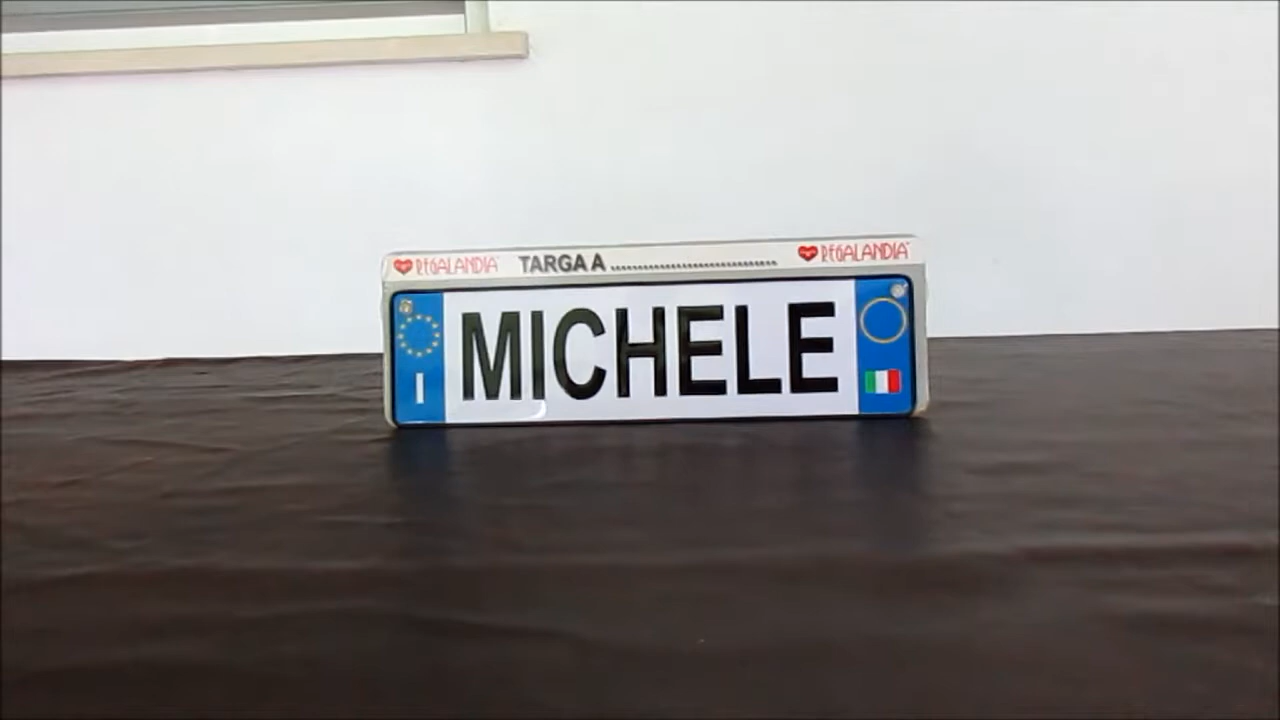 REGALANDIA TARGA A ................................ REGALANDIA
I MICHELE